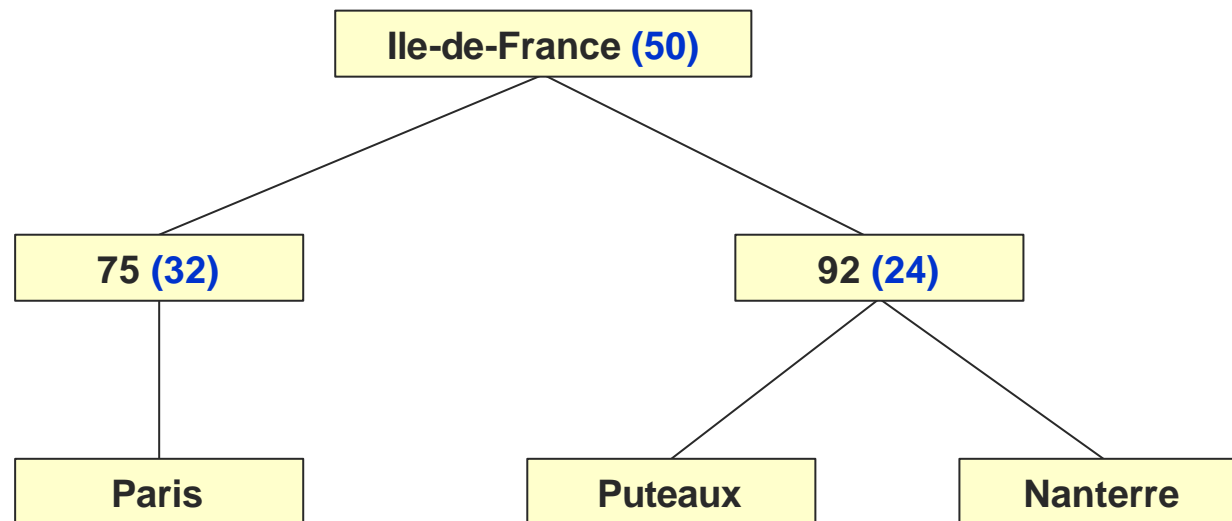 Ile-de-France (50)
75 (32)
92 (24)
Paris
Puteaux
Nanterre